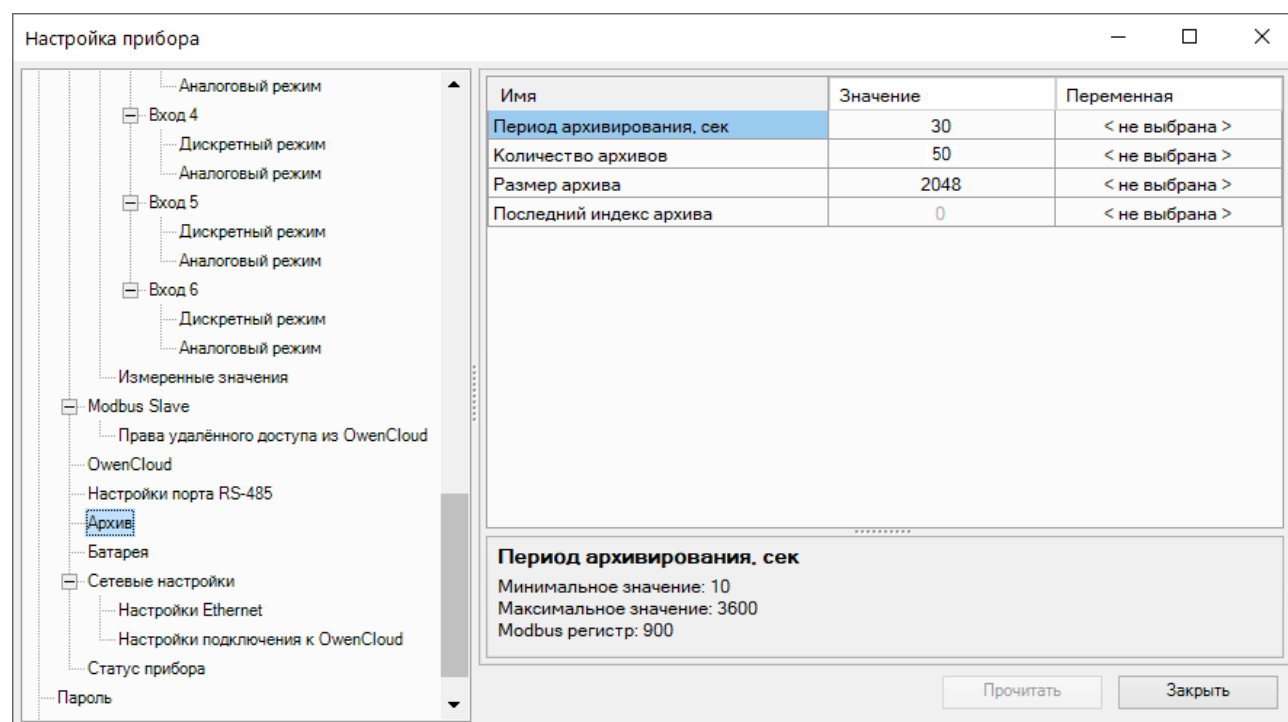 Настройка прибора
Аналоговый режим
Вход 4
Дискретный режим
Аналоговый режим
Вход 5
Дискретный режим
Аналоговый режим
Вход 6
Дискретный режим
Аналоговый режим
Измеренные значения
Modbus Slave
Права удалённого доступа из OwenCloud
OwenCloud
Настройки порта RS-485
Архив
Батарея
Сетевые настройки
Настройки Ethernet
Настройки подключения к OwenCloud
Статус прибора
Пароль
Имя Значение Переменная
Период архивирования, сек 30 < не выбрана >
Количество архивов 50 < не выбрана >
Размер архива 2048 < не выбрана >
Последний индекс архива 0 < не выбрана >
Период архивирования, сек
Минимальное значение: 10
Максимальное значение: 3600
Modbus регистр: 900
Прочитать Закрыть